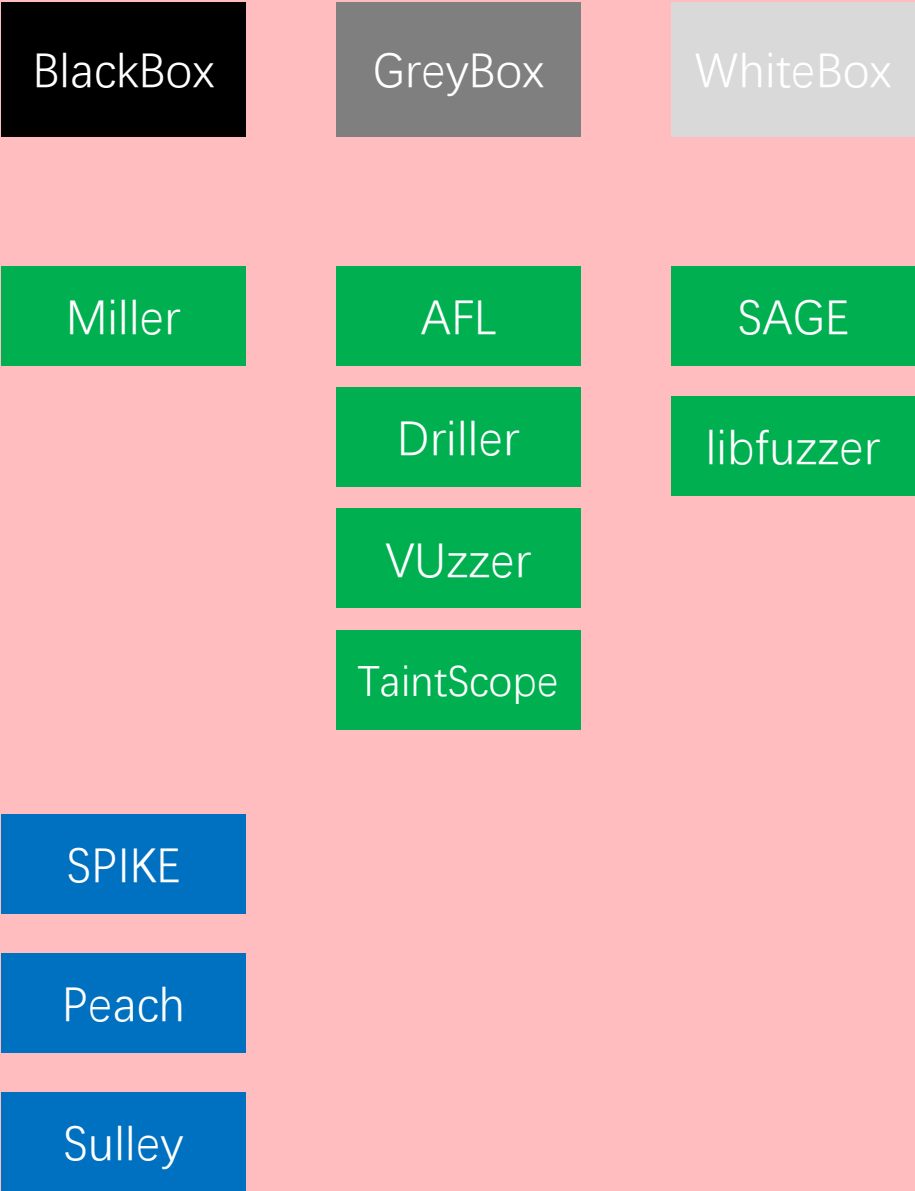 BlackBox
GreyBox
WhiteBox
Miller
AFL
SAGE
Driller
libfuzzer
VUzzer
TaintScope
SPIKE
Peach
Sulley